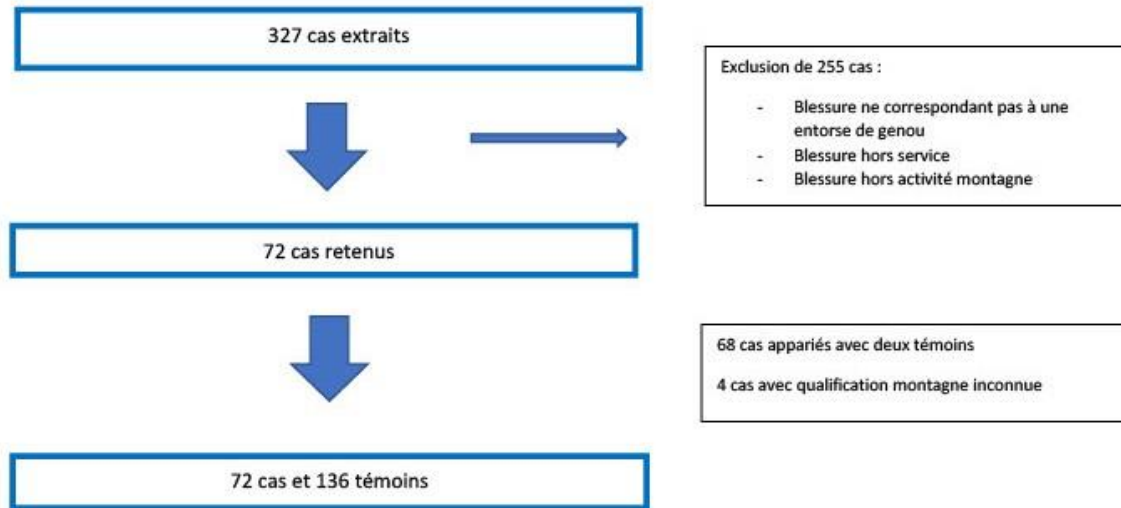 327 cas extraits
Exclusion de 255 cas :
- Blessure ne correspondant pas à une
entorse de genou
- Blessure hors service
- Blessure hors activité montagne
72 cas retenus
68 cas appariés avec deux témoins
4 cas avec qualification montagne inconnue
72 cas et 136 témoins